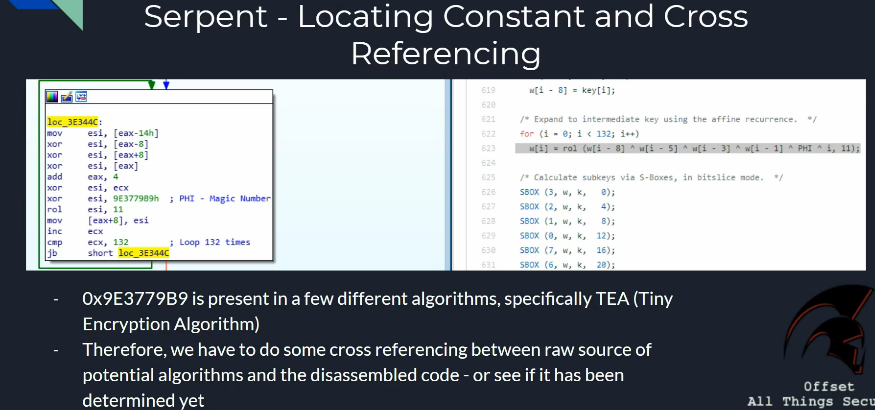 Serpent - Locating Constant and Cross
Referencing
loc_3E344C:
mov esi, [eax-14h]
xor esi, [eax-8]
xor esi, [eax+8]
xor esi, [eax]
add eax, 4
xor esi, ecx
xor esi, 9E3779B9h ; PHI - Magic Number
rol esi, 11
mov [eax+8], esi
inc ecx
cmp ecx, 132 ; Loop 132 times
jb short loc_3E344C
619 w[i - 8] = key[i];
620
621 /* Expand to intermediate key using the affine recurrence. */
622 for (i = 0; i < 132; i++)
623 w[i] = rol (w[i - 8] ^ w[i - 5] ^ w[i - 3] ^ w[i - 1] ^ PHI ^ i, 11);
624
625 /* Calculate subkeys via S-Boxes, in bitslice mode. */
626 SBOX (3, w, k, 0);
627 SBOX (2, w, k, 4);
628 SBOX (1, w, k, 8);
629 SBOX (0, w, k, 12);
630 SBOX (7, w, k, 16);
631 SBOX (6, w, k, 20);
- 0x9E3779B9 is present in a few different algorithms, specifically TEA (Tiny
Encryption Algorithm)
- Therefore, we have to do some cross referencing between raw source of
potential algorithms and the disassembled code - or see if it has been
determined yet
Offset
All Things Secu